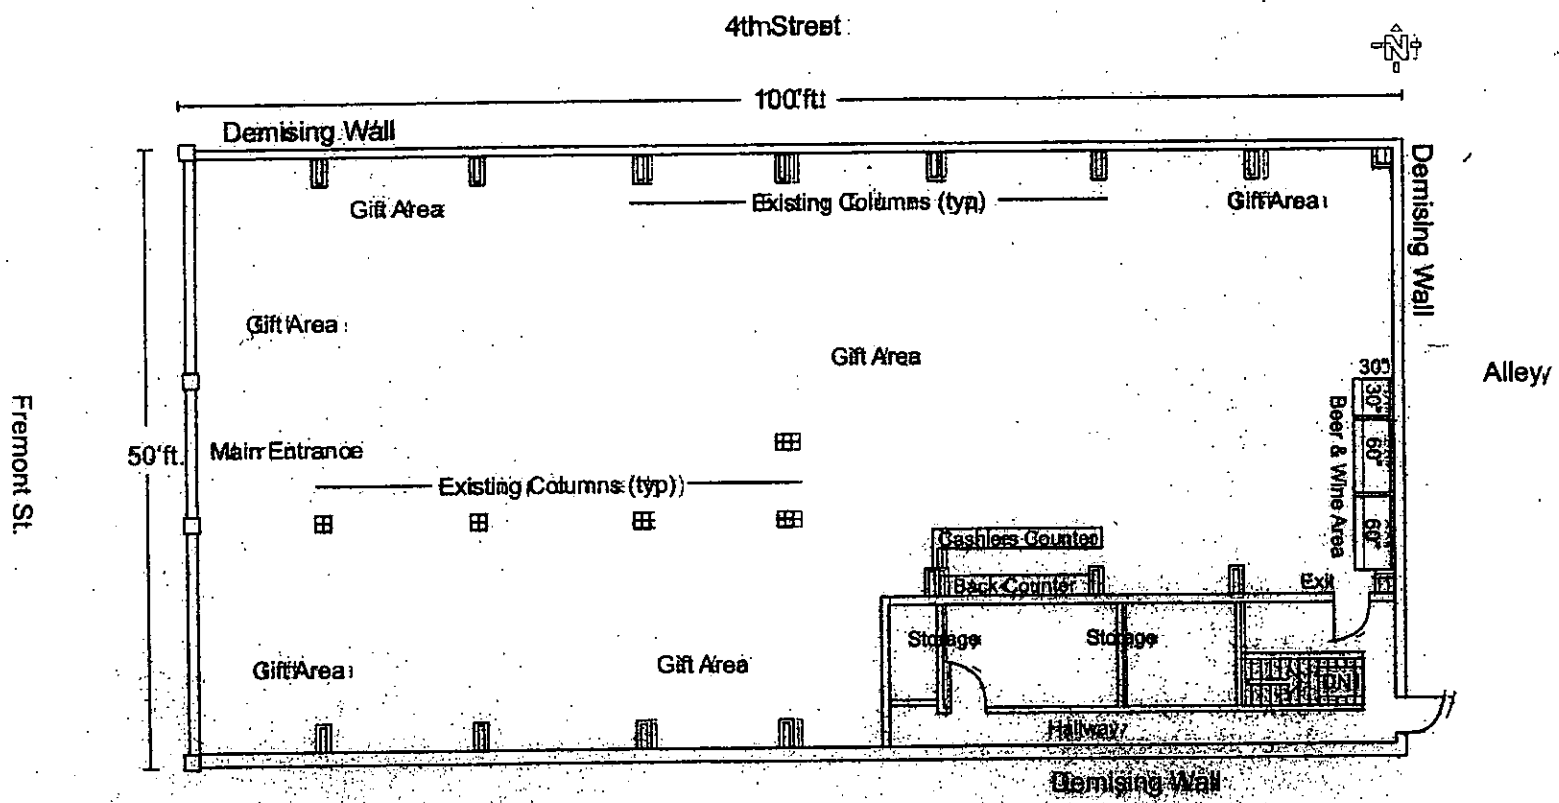 4th Street
N
100' ft
Demising Wall
Demising Wall
Gift Area
Existing Columns (typ)
Gift Area
Gift Area
Gift Area
Alley
30"
30"
60"
60"
Beer & Wine Area
Fremont St.
50' ft.
Main Entrance
Existing Columns (typ)
Cashiers Counter
Back Counter
Exit
Storage
Storage
Gift Area
Gift Area
DN
Hallway
Demising Wall